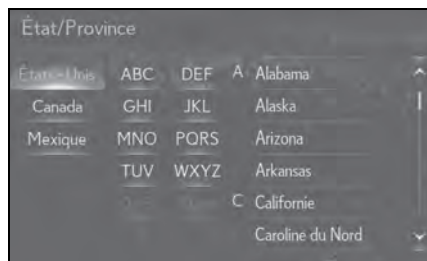 État/Province
États-Unis ABC DEF A Alabama
Canada GHI JKL Alaska
Mexique MNO PQRS Arizona
TUV WXYZ Arkansas
C Californie
Caroline du Nord